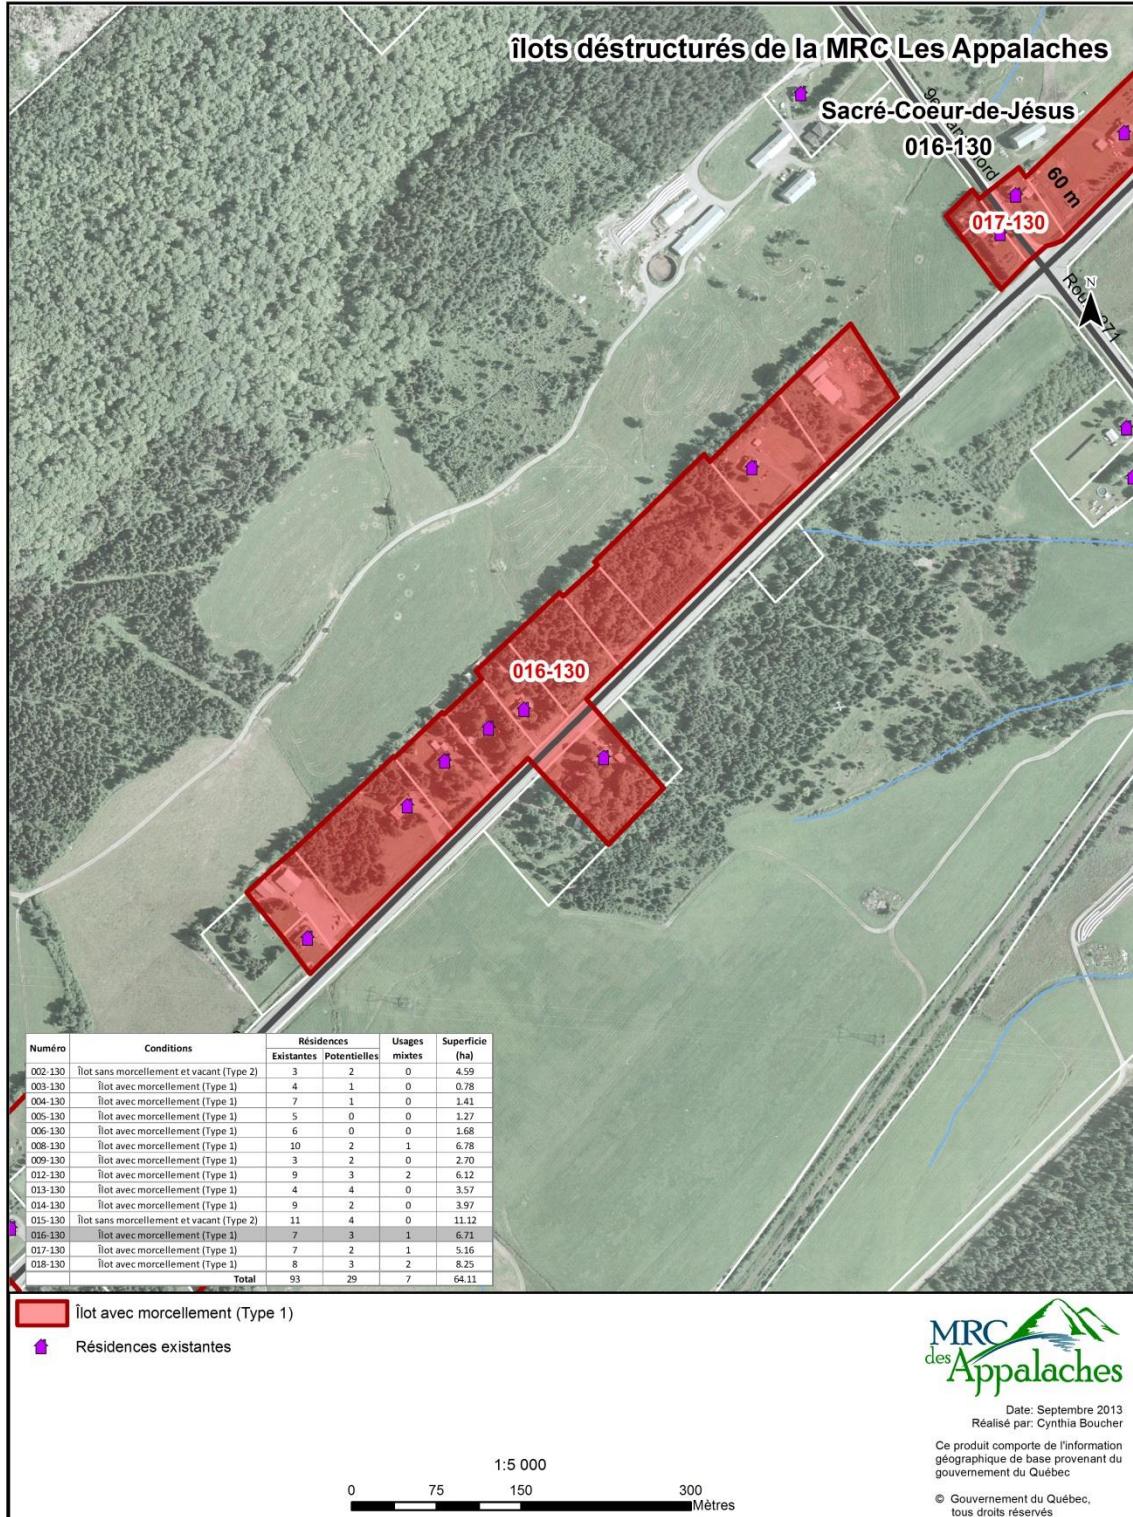 îlots déstructurés de la MRC Les Appalaches
Sacré-Coeur-de-Jésus
016-130
60 m
017-130
N
016-130
Numéro Conditions Résidences Usages mixtes Superficie (ha)
Existantes Potentielles
002-130 Îlot sans morcellement et vacant (Type 2) 3 2 0 4.59
003-130 Îlot avec morcellement (Type 1) 4 1 0 0.78
004-130 Îlot avec morcellement (Type 1) 7 1 0 1.41
005-130 Îlot avec morcellement (Type 1) 5 0 0 1.27
006-130 Îlot avec morcellement (Type 1) 6 0 0 1.68
008-130 Îlot avec morcellement (Type 1) 10 2 1 6.78
009-130 Îlot avec morcellement (Type 1) 3 2 0 2.70
012-130 Îlot avec morcellement (Type 1) 9 3 2 6.12
013-130 Îlot avec morcellement (Type 1) 4 4 0 3.57
014-130 Îlot avec morcellement (Type 1) 9 2 0 3.97
015-130 Îlot sans morcellement et vacant (Type 2) 11 4 0 11.12
016-130 Îlot avec morcellement (Type 1) 7 3 1 6.71
017-130 Îlot avec morcellement (Type 1) 7 2 1 5.16
018-130 Îlot avec morcellement (Type 1) 8 3 2 8.25
Total 93 29 7 64.11
Îlot avec morcellement (Type 1)
Résidences existantes
MRC
des Appalaches
Date: Septembre 2013
Réalisé par: Cynthia Boucher
Ce produit comporte de l'information
géographique de base provenant du
gouvernement du Québec
© Gouvernement du Québec,
tous droits réservés
1:5 000
0 75 150 300
Mètres